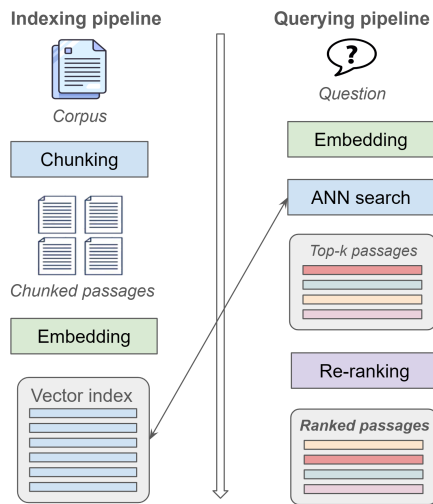 Indexing pipeline
Corpus
Chunking
Chunked passages
Embedding
Vector index
Querying pipeline
?
Question
Embedding
ANN search
Top-k passages
Re-ranking
Ranked passages